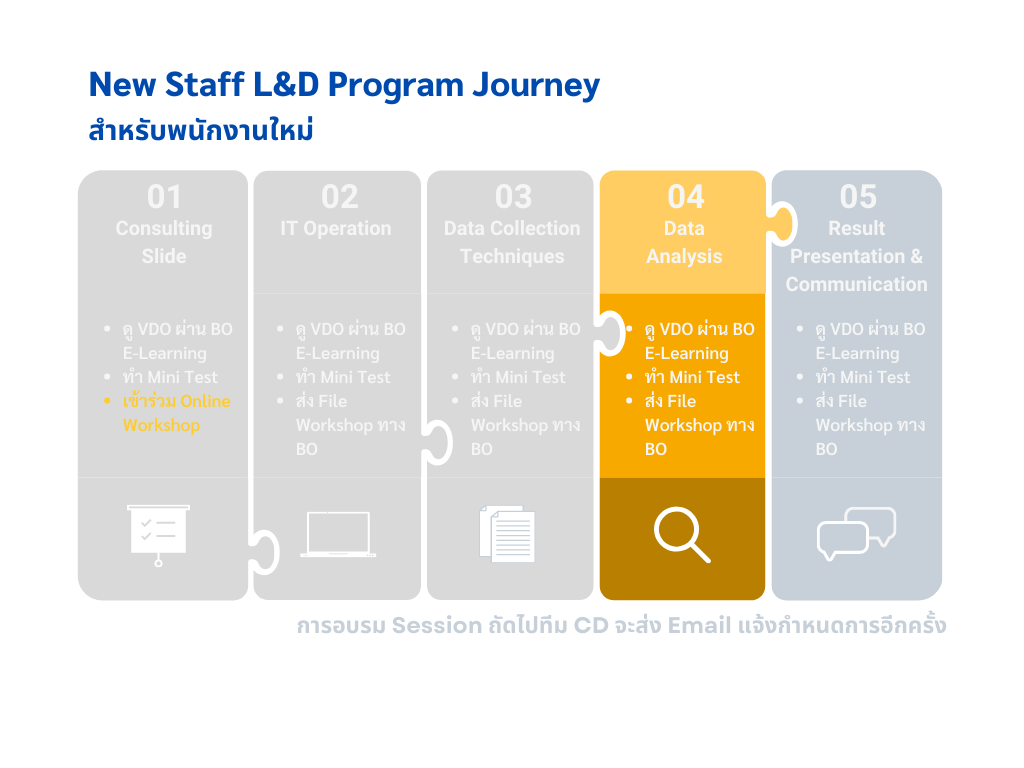 New Staff L&D Program Journey
สำหรับพนักงานใหม่
01
Consulting
Slide
• ดู VDO ผ่าน BO
E-Learning
• ทำ Mini Test
• เข้าร่วม Online
Workshop
02
IT Operation
• ดู VDO ผ่าน BO
E-Learning
• ทำ Mini Test
• ส่ง File
Workshop ทาง
BO
03
Data Collection
Techniques
• ดู VDO ผ่าน BO
E-Learning
• ทำ Mini Test
• ส่ง File
Workshop ทาง
BO
04
Data
Analysis
• ดู VDO ผ่าน BO
E-Learning
• ทำ Mini Test
• ส่ง File
Workshop ทาง
BO
05
Result
Presentation &
Communication
• ดู VDO ผ่าน BO
E-Learning
• ทำ Mini Test
• ส่ง File
Workshop ทาง
BO
การอบรม Session ถัดไปทีม CD จะส่ง Email แจ้งกำหนดการอีกครั้ง